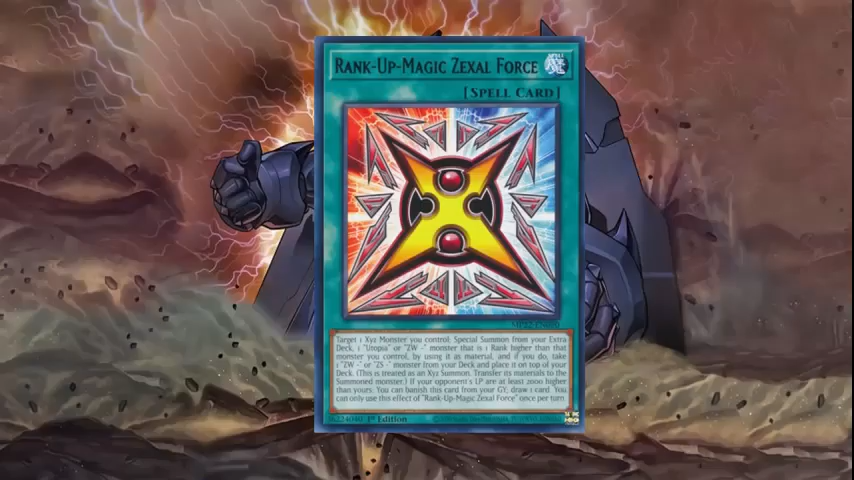 RANK-UP-MAGIC ZEXAL FORCE
[SPELL CARD]
MP22-EN080
Target 1 Xyz Monster you control; Special Summon from your Extra
Deck, 1 "Utopia" or "ZW -" monster that is 1 Rank higher than that
monster you control, by using it as material, and if you do, take
1 "ZW -" or "ZS -" monster from your Deck and place it on top of your
Deck. (This is treated as an Xyz Summon. Transfer its materials to the
Summoned monster.) If your opponent's LP are at least 2000 higher
than yours: You can banish this card from your GY; draw 1 card. You
can only use this effect of "Rank-Up-Magic Zexal Force" once per turn
1st Edition